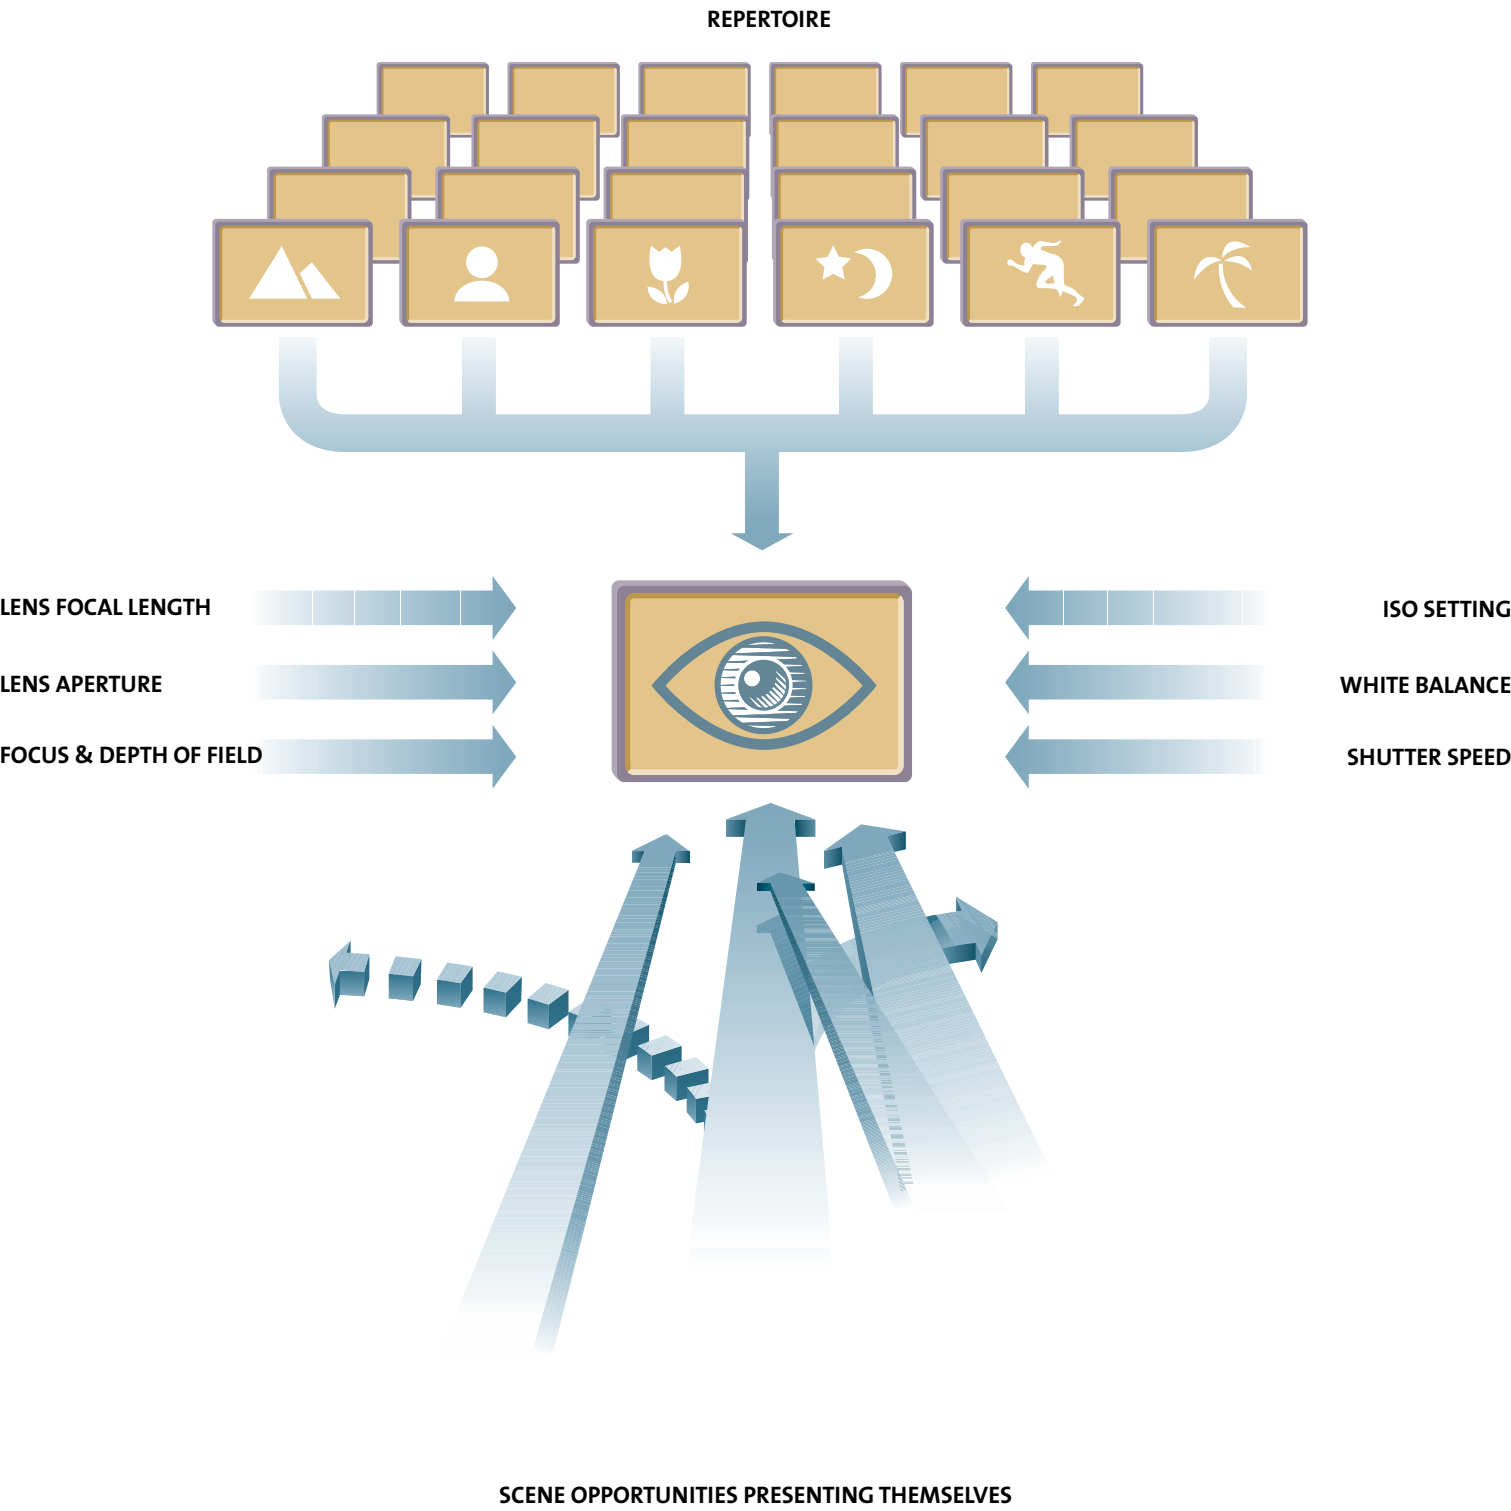 REPERTOIRE
LENS FOCAL LENGTH
ISO SETTING
LENS APERTURE
WHITE BALANCE
FOCUS & DEPTH OF FIELD
SHUTTER SPEED
SCENE OPPORTUNITIES PRESENTING THEMSELVES